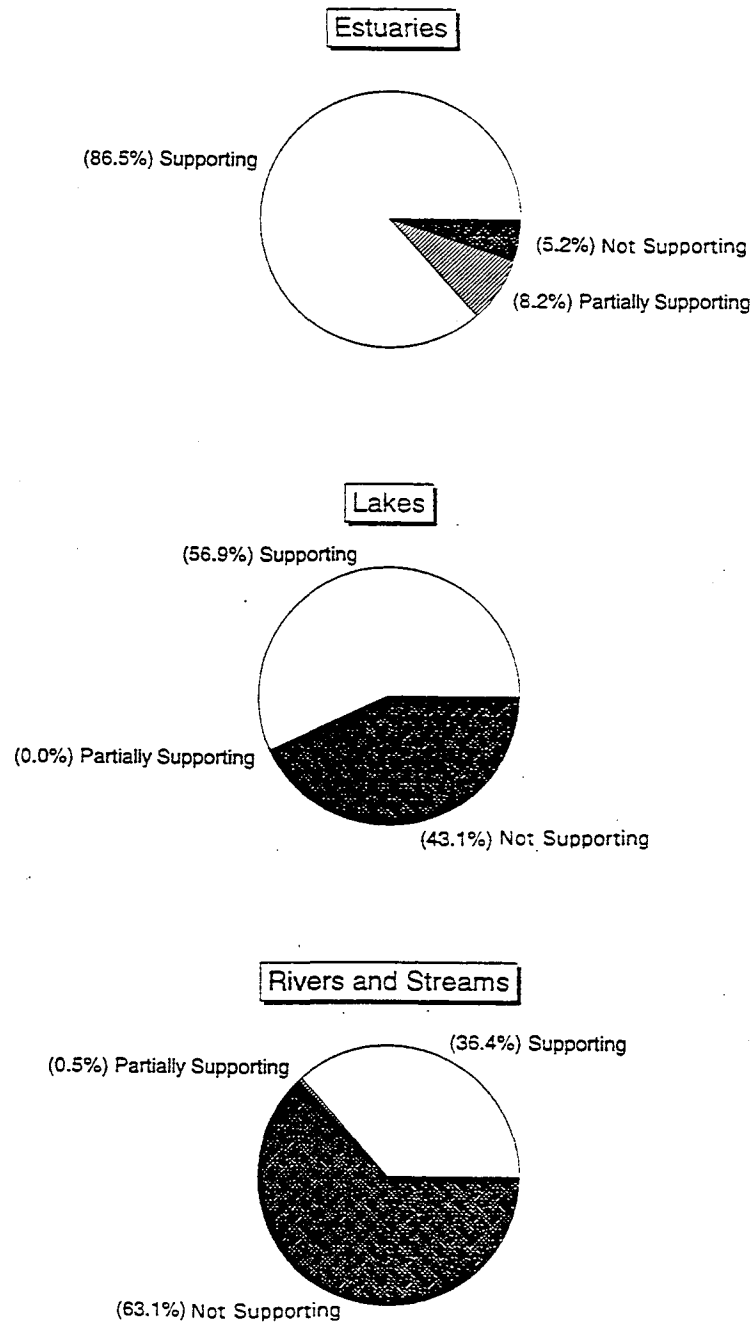 Estuaries
(86.5%) Supporting
(5.2%) Not Supporting
(8.2%) Partially Supporting
Lakes
(56.9%) Supporting
(0.0%) Partially Supporting
(43.1%) Not Supporting
Rivers and Streams
(36.4%) Supporting
(0.5%) Partially Supporting
(63.1%) Not Supporting